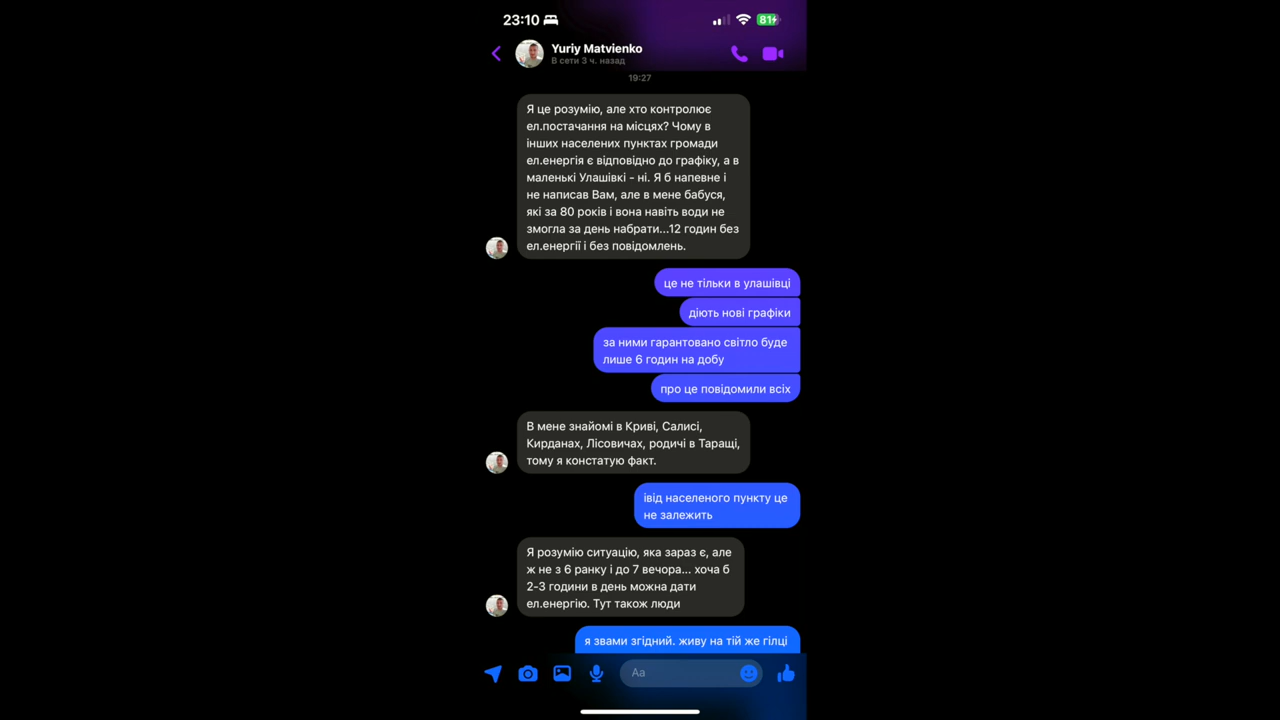 23:10
81
Yuriy Matvienko
В сети 3 ч. назад
19:27
Я це розумію, але хто контролює
ел.постачання на місцях? Чому в
інших населених пунктах громади
ел.енергія є відповідно до графіку, а в
маленькі Улашівкі - ні. Я б напевне і
не написав Вам, але в мене бабуся,
які за 80 років і вона навіть води не
змогла за день набрати...12 годин без
ел.енергії і без повідомлень.
це не тільки в улашівці
діють нові графіки
за ними гарантовано світло буде
лише 6 годин на добу
про це повідомили всіх
В мене знайомі в Криві, Салисі,
Кирданах, Лісовичах, родичі в Таращі,
тому я констатую факт.
івід населеного пункту це
не залежить
Я розумію ситуацію, яка зараз є, але
ж не з 6 ранку і до 7 вечора... хоча б
2-3 години в день можна дати
ел.енергію. Тут також люди
я звами згідний. живу на тій же гілці
Aa